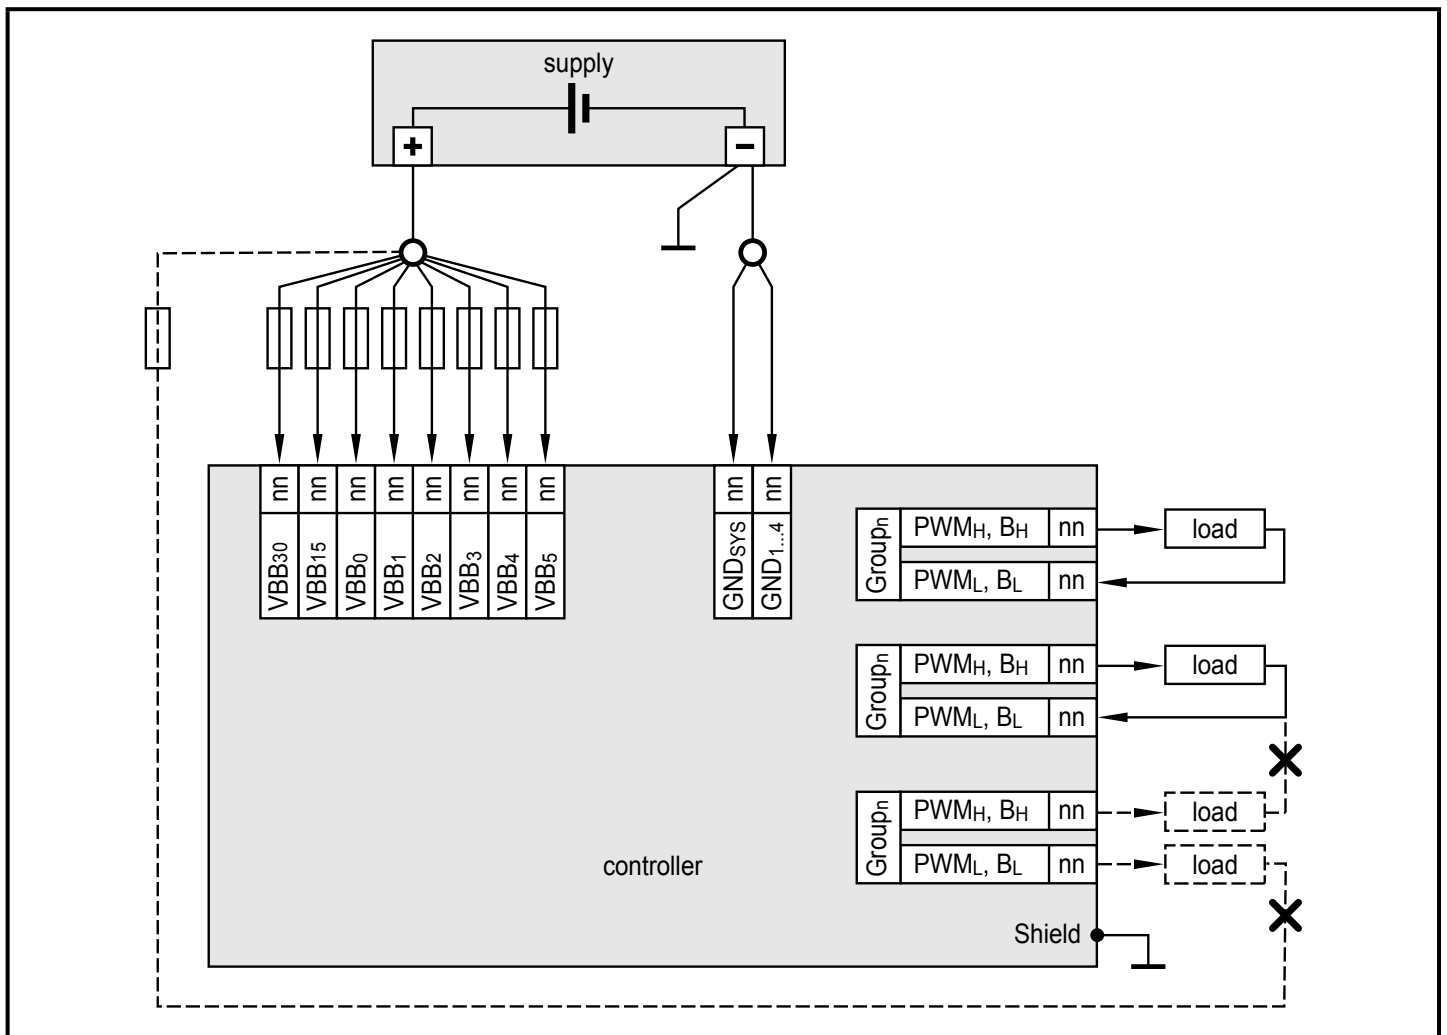 supply
+
−
nn nn nn nn nn nn nn nn
VBB30 VBB15 VBB0 VBB1 VBB2 VBB3 VBB4 VBB5
nn nn
GNDSYS GND1...4
Groupn
PWMH, BH nn
load
PWML, BL nn
Groupn
PWMH, BH nn
load
PWML, BL nn
Groupn
PWMH, BH nn
load
PWML, BL nn
load
controller
Shield